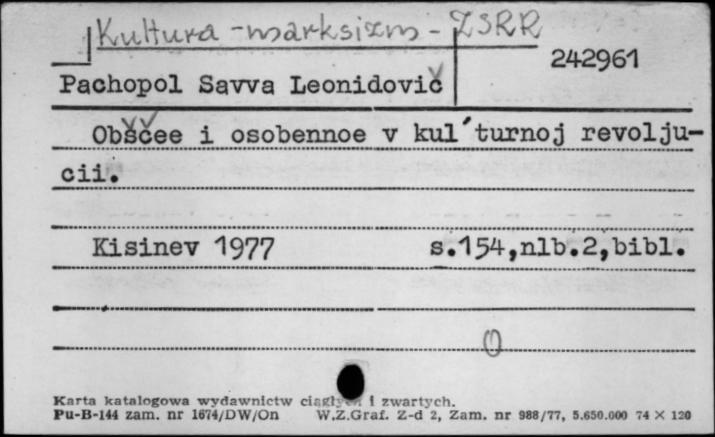 Kultura - marksizm - ZSRR
242961
Pachopol Savva Leonidovič
Obščee i osobennoe v kul´turnoj revolju-
cii.
Kisinev 1977 s.154,nlb.2,bibl.
Karta katalogowa wydawnictw ciągłych i zwartych.
Pu-B-144 zam. nr 1674/DW/On W.Z.Graf. Z-d 2, Zam. nr 988/77, 5.650.000 74 X 120